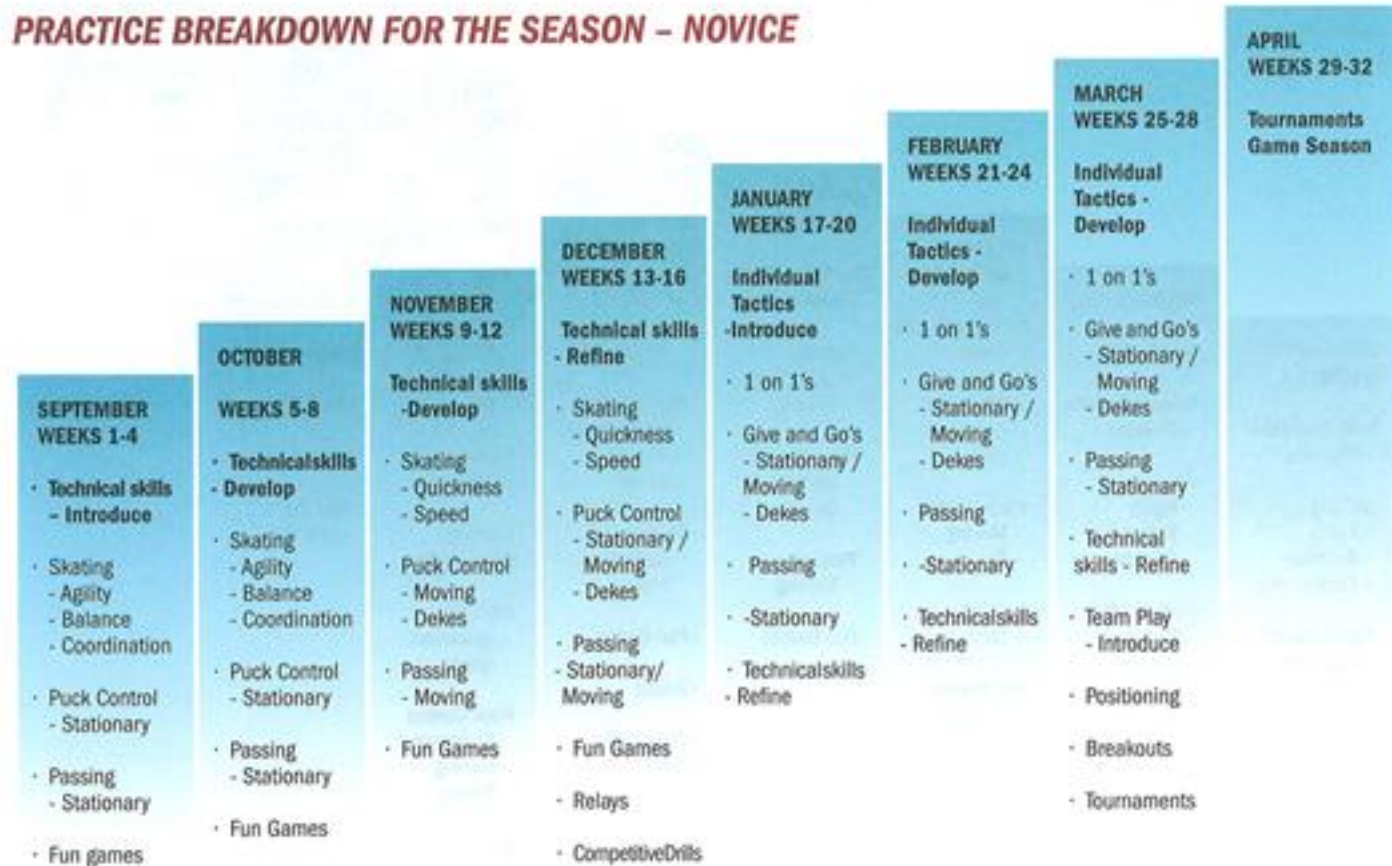 PRACTICE BREAKDOWN FOR THE SEASON – NOVICE
SEPTEMBER
WEEKS 1-4
· Technical skills
– Introduce
· Skating
- Agility
- Balance
- Coordination
· Puck Control
- Stationary
· Passing
- Stationary
· Fun games
OCTOBER
WEEKS 5-8
· Technicalskills
- Develop
· Skating
- Agility
- Balance
- Coordination
· Puck Control
- Stationary
· Passing
- Stationary
· Fun Games
NOVEMBER
WEEKS 9-12
Technical skills
-Develop
· Skating
- Quickness
- Speed
· Puck Control
- Moving
- Dekes
· Passing
- Moving
· Fun Games
DECEMBER
WEEKS 13-16
Technical skills
- Refine
· Skating
- Quickness
- Speed
· Puck Control
- Stationary /
Moving
- Dekes
· Passing
- Stationary/
Moving
· Fun Games
· Relays
· CompetitiveDrills
JANUARY
WEEKS 17-20
Individual
Tactics
-Introduce
· 1 on 1's
· Give and Go's
- Stationany /
Moving
- Dekes
· Passing
· -Stationary
· Technicalskills
- Refine
FEBRUARY
WEEKS 21-24
Individual
Tactics -
Develop
· 1 on 1's
· Give and Go's
- Stationary /
Moving
- Dekes
· Passing
· -Stationary
· Technicalskills
- Refine
MARCH
WEEKS 25-28
Individual
Tactics -
Develop
· 1 on 1's
· Give and Go's
- Stationary /
Moving
- Dekes
· Passing
- Stationary
· Technical
skills - Refine
· Team Play
- Introduce
· Positioning
· Breakouts
· Tournaments
APRIL
WEEKS 29-32
Tournaments
Game Season